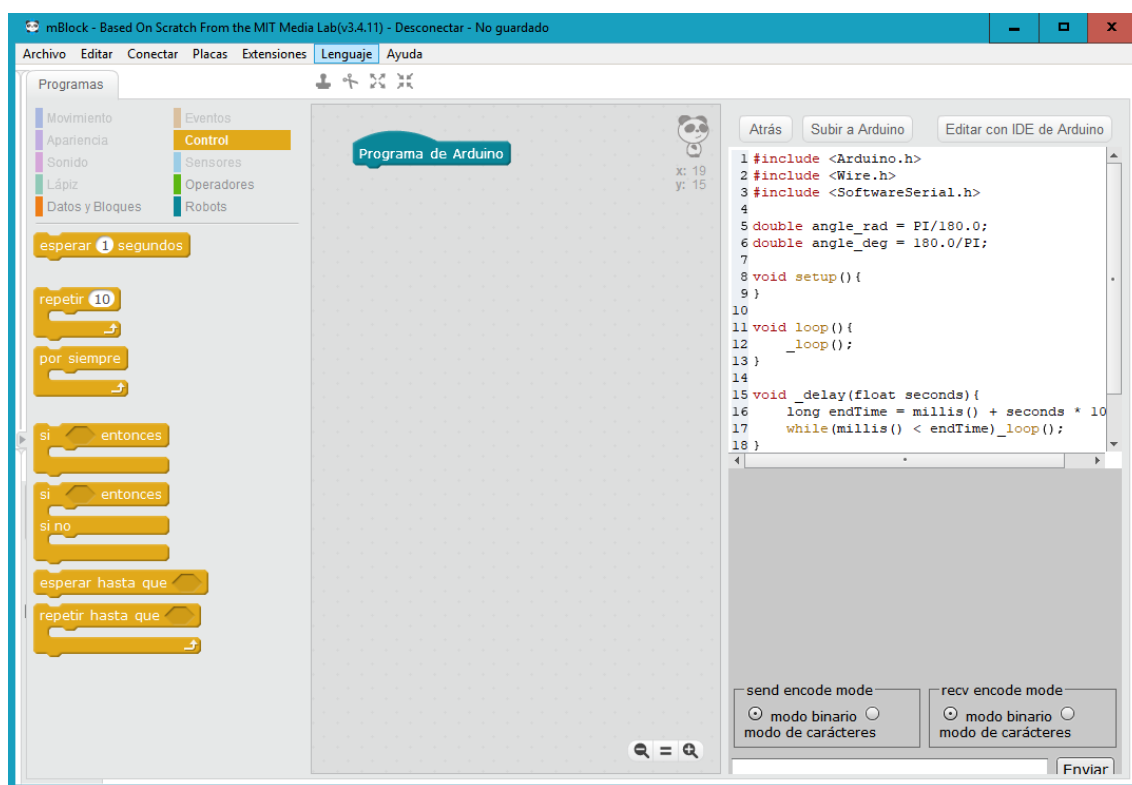 mBlock - Based On Scratch From the MIT Media Lab(v3.4.11) - Desconectar - No guardado
Archivo Editar Conectar Placas Extensiones Lenguaje Ayuda
Programas
Movimiento Eventos
Apariencia Control
Sonido Sensores
Lápiz Operadores
Datos y Bloques Robots
esperar 1 segundos
repetir 10
por siempre
si entonces
si entonces
si no
esperar hasta que
repetir hasta que
Programa de Arduino
x: 19
y: 15
Atrás Subir a Arduino Editar con IDE de Arduino
1 #include <Arduino.h>
2 #include <Wire.h>
3 #include <SoftwareSerial.h>
4
5 double angle_rad = PI/180.0;
6 double angle_deg = 180.0/PI;
7
8 void setup(){
9 }
10
11 void loop(){
12 _loop();
13 }
14
15 void _delay(float seconds){
16 long endTime = millis() + seconds * 10
17 while(millis() < endTime)_loop();
18 }
send encode mode
modo binario
modo de carácteres
recv encode mode
modo binario
modo de carácteres
Enviar